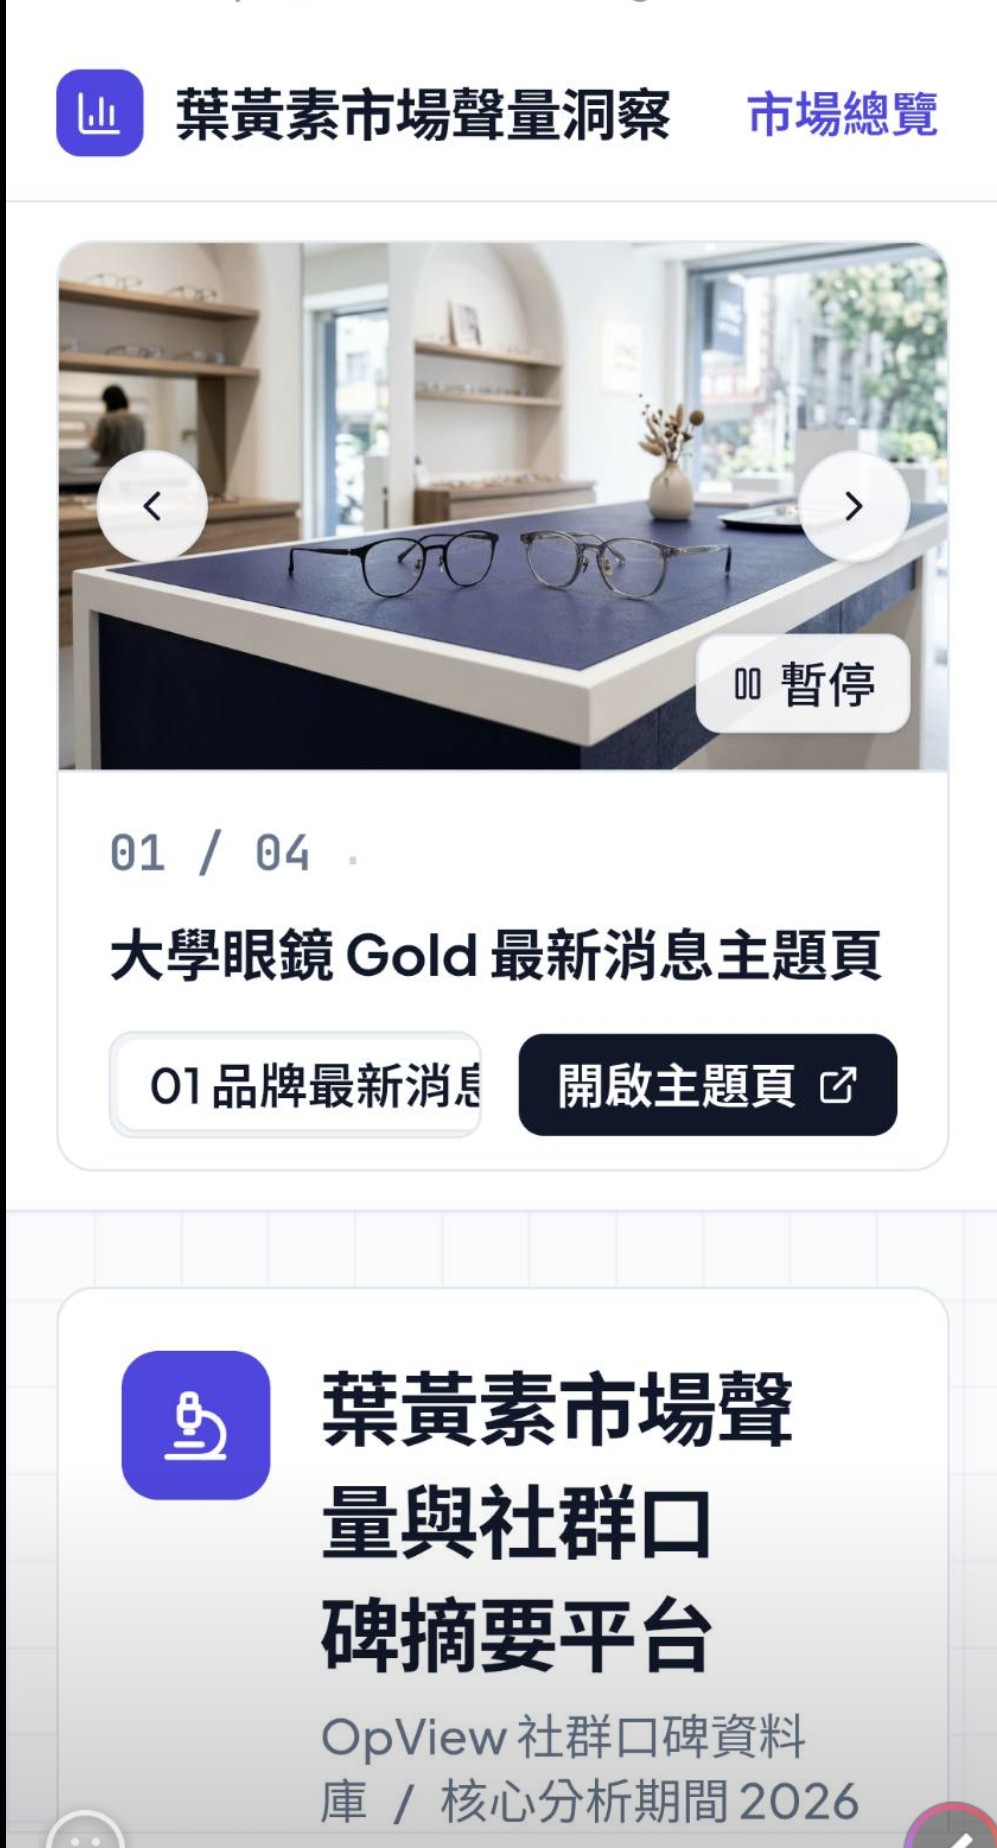 葉黃素市場聲量洞察
市場總覽
暫停
01 / 04
大學眼鏡 Gold 最新消息主題頁
01 品牌最新消息
開啟主題頁
葉黃素市場聲
量與社群口
碑摘要平台
OpView 社群口碑資料
庫 / 核心分析期間 2026